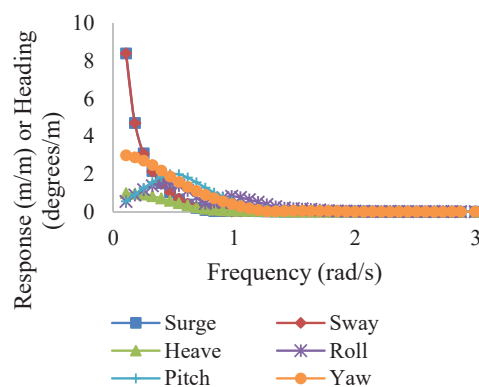 Response (m/m) or Heading
(degrees/m)
10
8
6
4
2
0
0 1 2 3
Frequency (rad/s)
Surge Sway
Heave Roll
Pitch Yaw